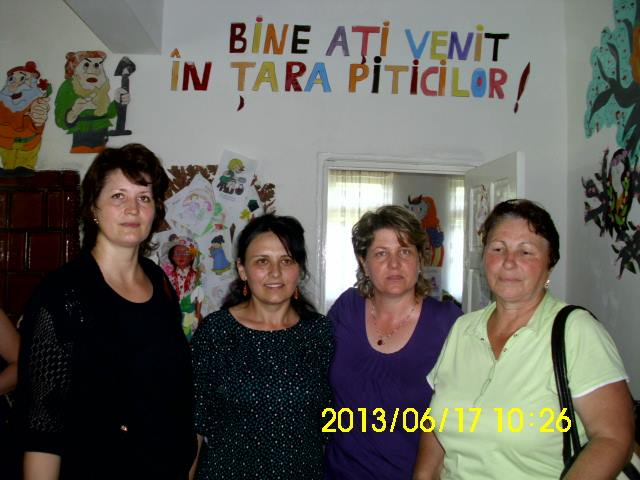 BINE AȚI VENIT
ÎN ȚARA PITICILOR!
2013/06/17 10:26